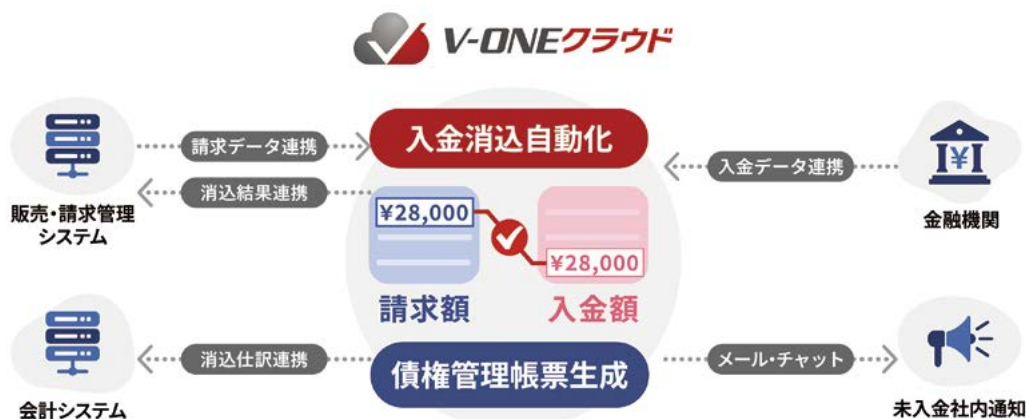 V-ONEクラウド
入金消込自動化
請求データ連携
消込結果連携
販売・請求管理
システム
入金データ連携
¥
金融機関
¥28,000
¥28,000
請求額
入金額
債権管理帳票生成
消込仕訳連携
会計システム
メール・チャット
未入金社内通知